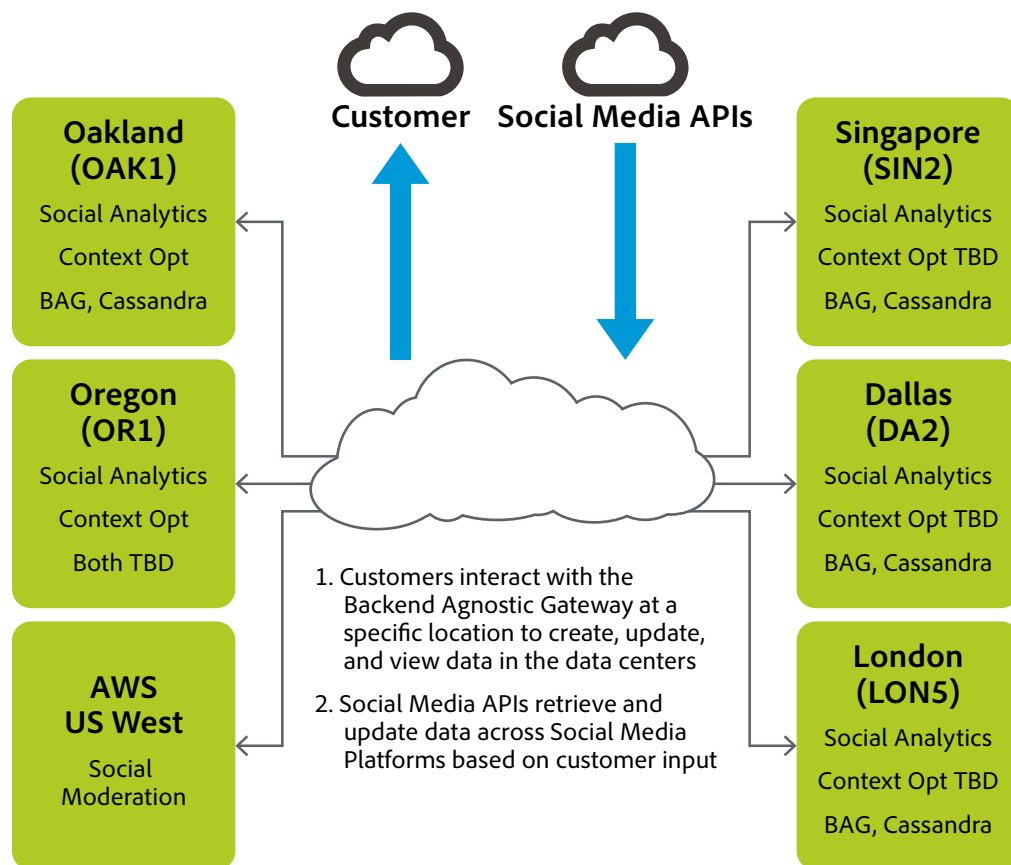 Customer
Social Media APIs
Oakland
(OAK1)
Social Analytics
Context Opt
BAG, Cassandra
Oregon
(OR1)
Social Analytics
Context Opt
Both TBD
AWS
US West
Social
Moderation
1. Customers interact with the
Backend Agnostic Gateway at a
specific location to create, update,
and view data in the data centers
2. Social Media APIs retrieve and
update data across Social Media
Platforms based on customer input
Singapore
(SIN2)
Social Analytics
Context Opt TBD
BAG, Cassandra
Dallas
(DA2)
Social Analytics
Context Opt TBD
BAG, Cassandra
London
(LON5)
Social Analytics
Context Opt TBD
BAG, Cassandra